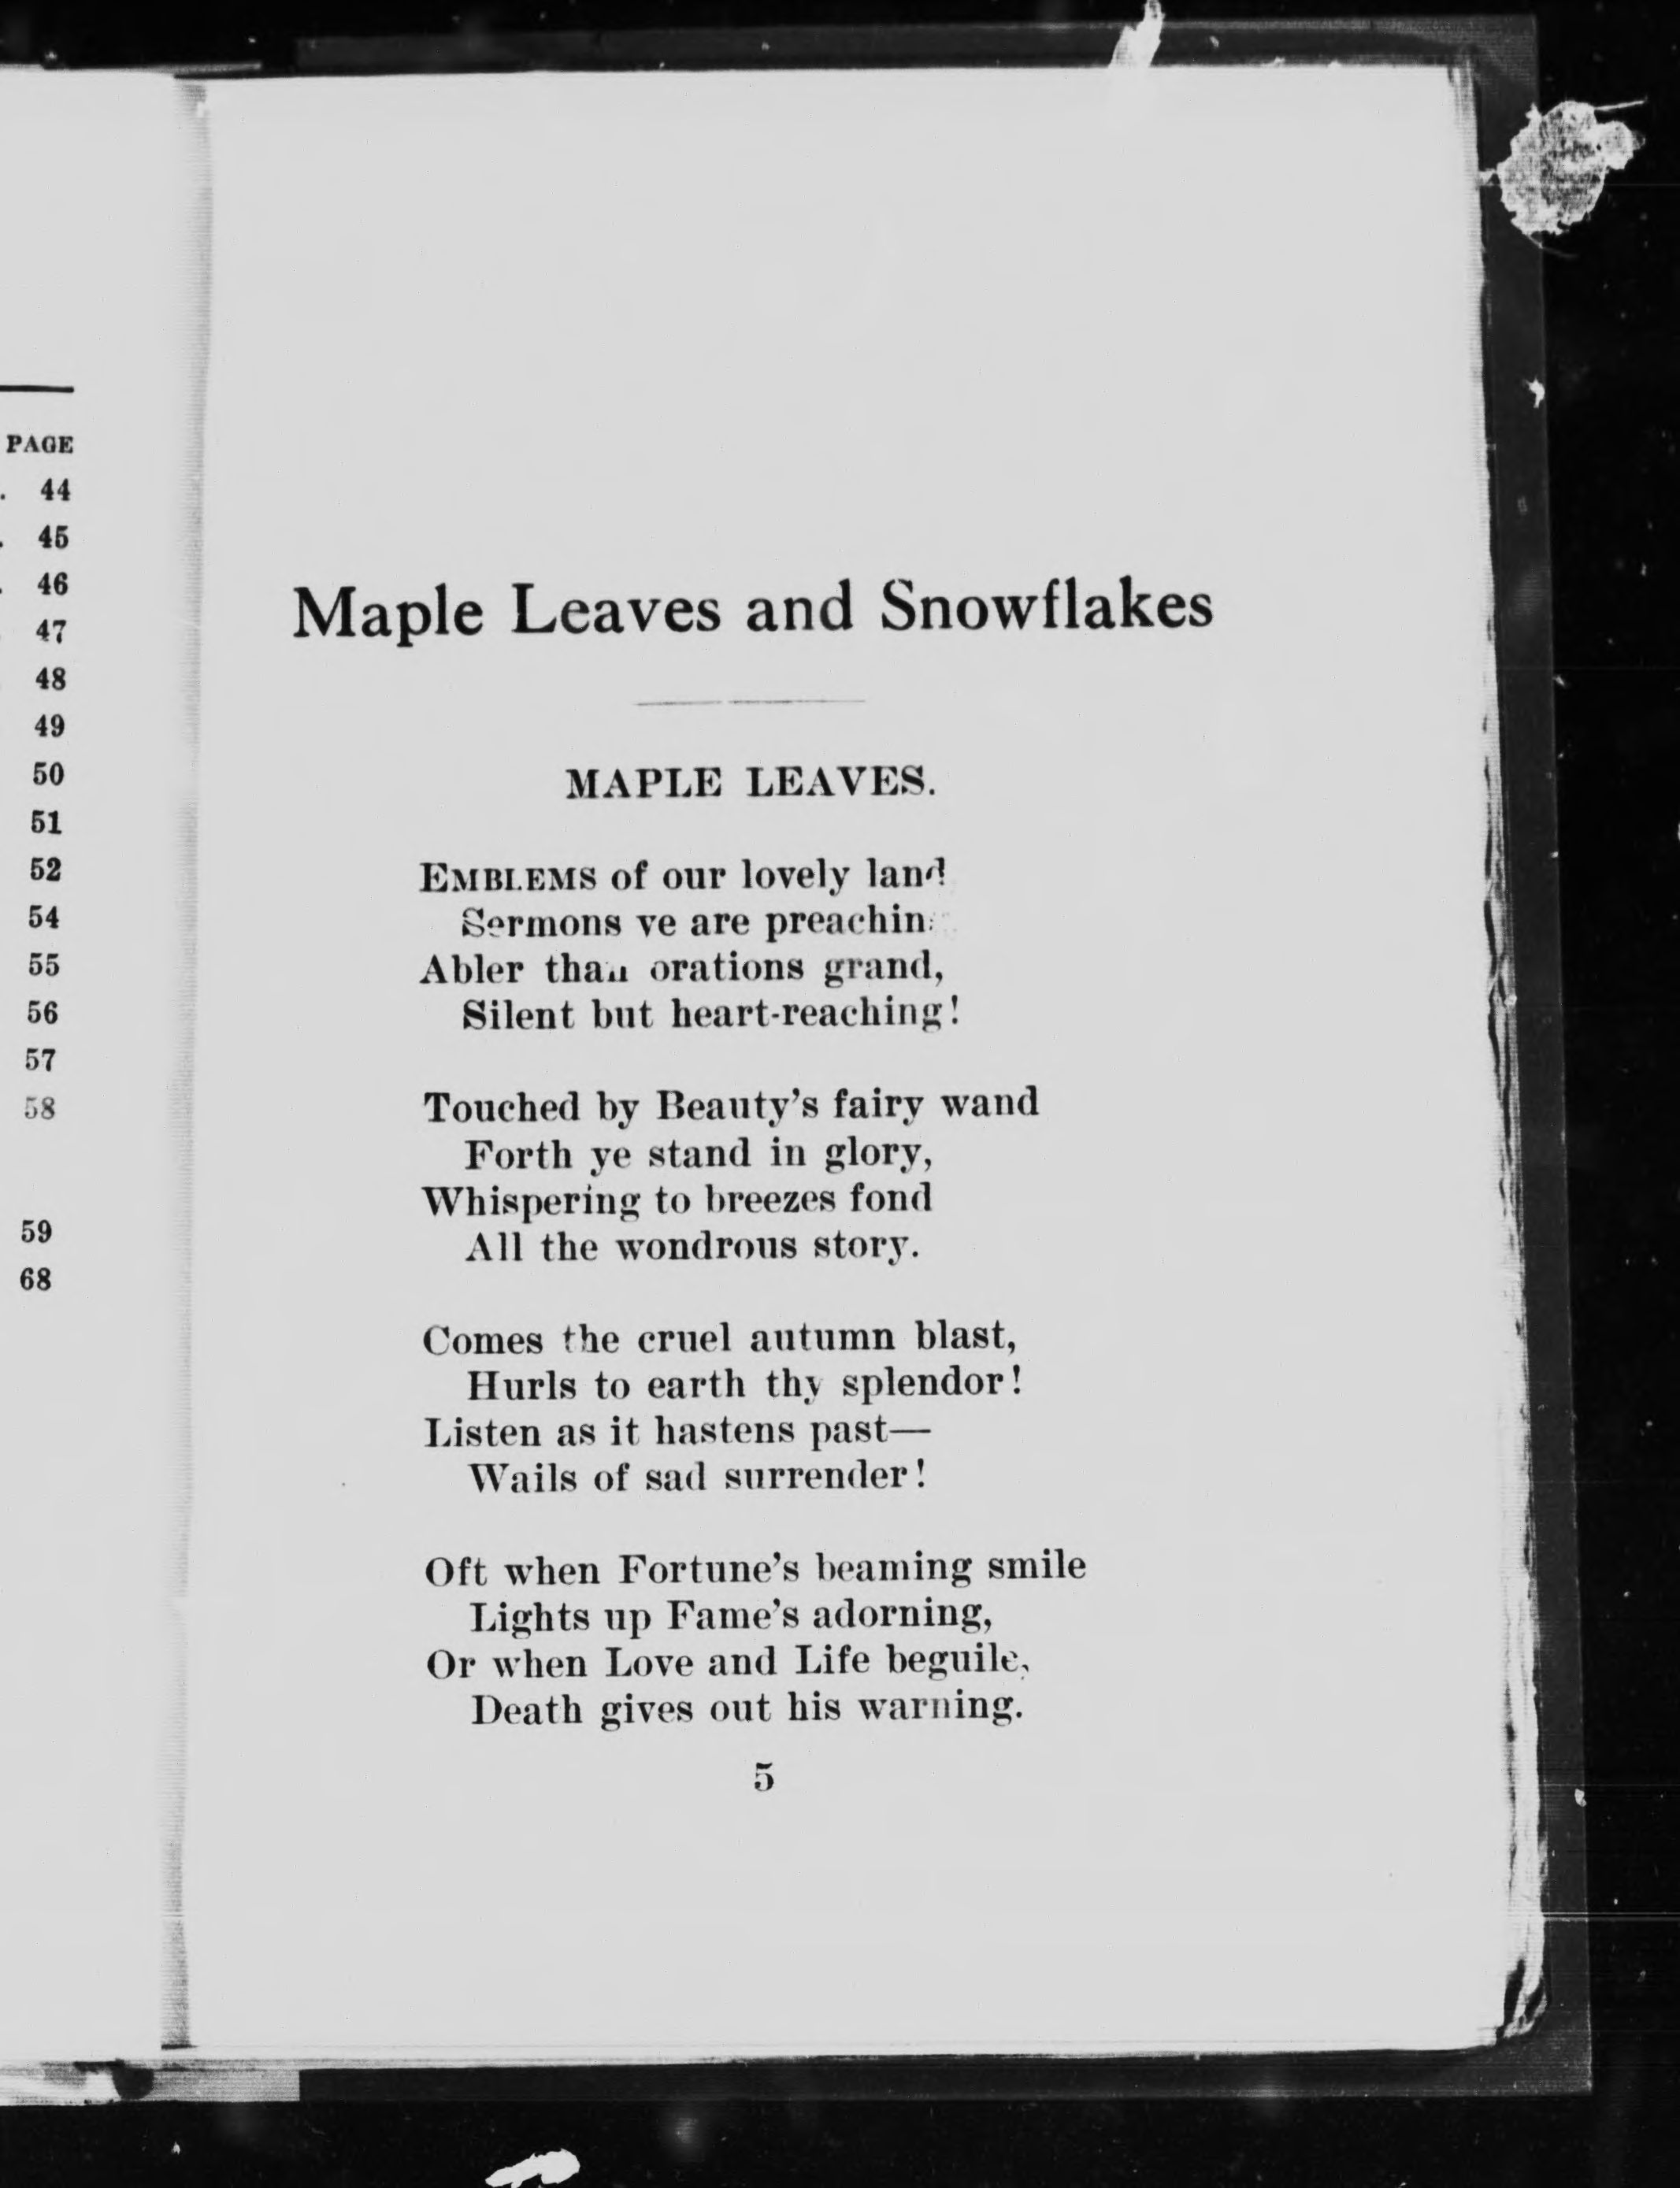 PAGE
. 44
. 45
. 46
47
48
49
50
51
52
54
55
56
57
58
59
68
Maple Leaves and Snowflakes
MAPLE LEAVES.
EMBLEMS of our lovely land
Sermons ye are preachin
Abler than orations grand,
Silent but heart-reaching!
Touched by Beauty's fairy wand
Forth ye stand in glory,
Whispering to breezes fond
All the wondrous story.
Comes the cruel autumn blast,
Hurls to earth thy splendor!
Listen as it hastens past—
Wails of sad surrender!
Oft when Fortune's beaming smile
Lights up Fame's adorning,
Or when Love and Life beguile,
Death gives out his warning.
5